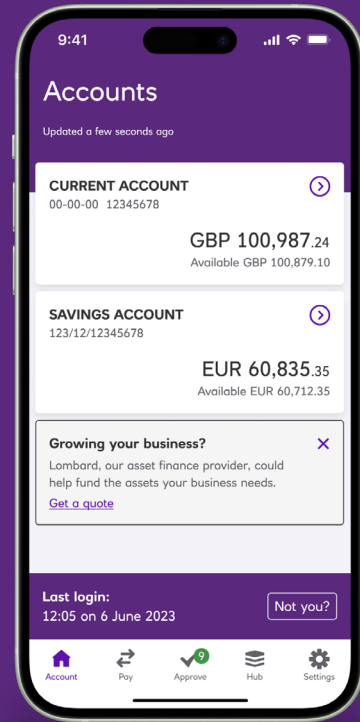 9:41
Accounts
Updated a few seconds ago
CURRENT ACCOUNT
00-00-00 12345678
GBP 100,987.24
Available GBP 100,879.10
SAVINGS ACCOUNT
123/12/12345678
EUR 60,835.35
Available EUR 60,712.35
Growing your business?
Lombard, our asset finance provider, could
help fund the assets your business needs.
Get a quote
Last login:
12:05 on 6 June 2023
Not you?
9
Account Pay Approve Hub Settings